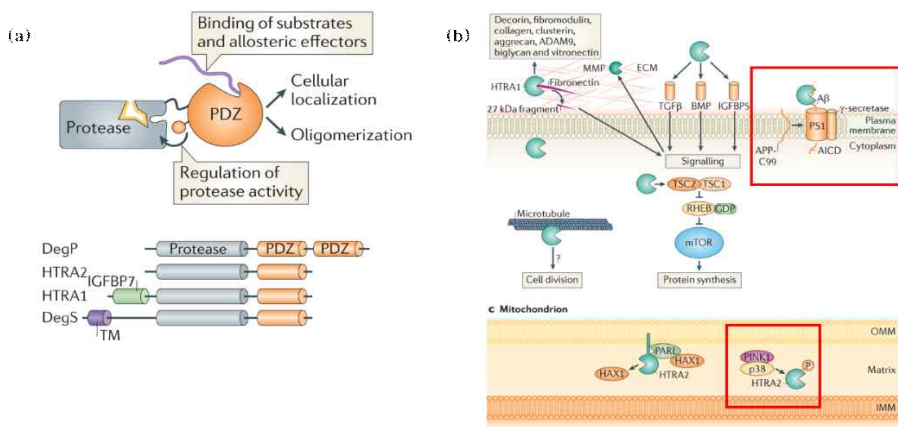 (a)
Binding of substrates
and allosteric effectors
Protease
PDZ
Cellular
localization
Oligomerization
Regulation of
protease activity
DegP
Protease
PDZ
PDZ
HTRA2
IGFBP7
HTRA1
DegS
TM
(b)
Decorin, fibromodulin,
collagen, clusterin,
aggrecan, ADAM9,
biglycan and vitronectin
MMP
ECM
HTRA1
Fibronectin
27 kDa fragment
TGFβ
BMP
IGFBP5
Aβ
γ-secretase
PS1
Plasma
membrane
APP-
C99
AICD
Cytoplasm
Signalling
TSC2
TSC1
RHEB
GDP
Microtubule
mTOR
?
Cell division
Protein synthesis
c Mitochondrion
OMM
PARL
HAX1
HAX1
HTRA2
PINK1
p38
P
HTRA2
Matrix
IMM